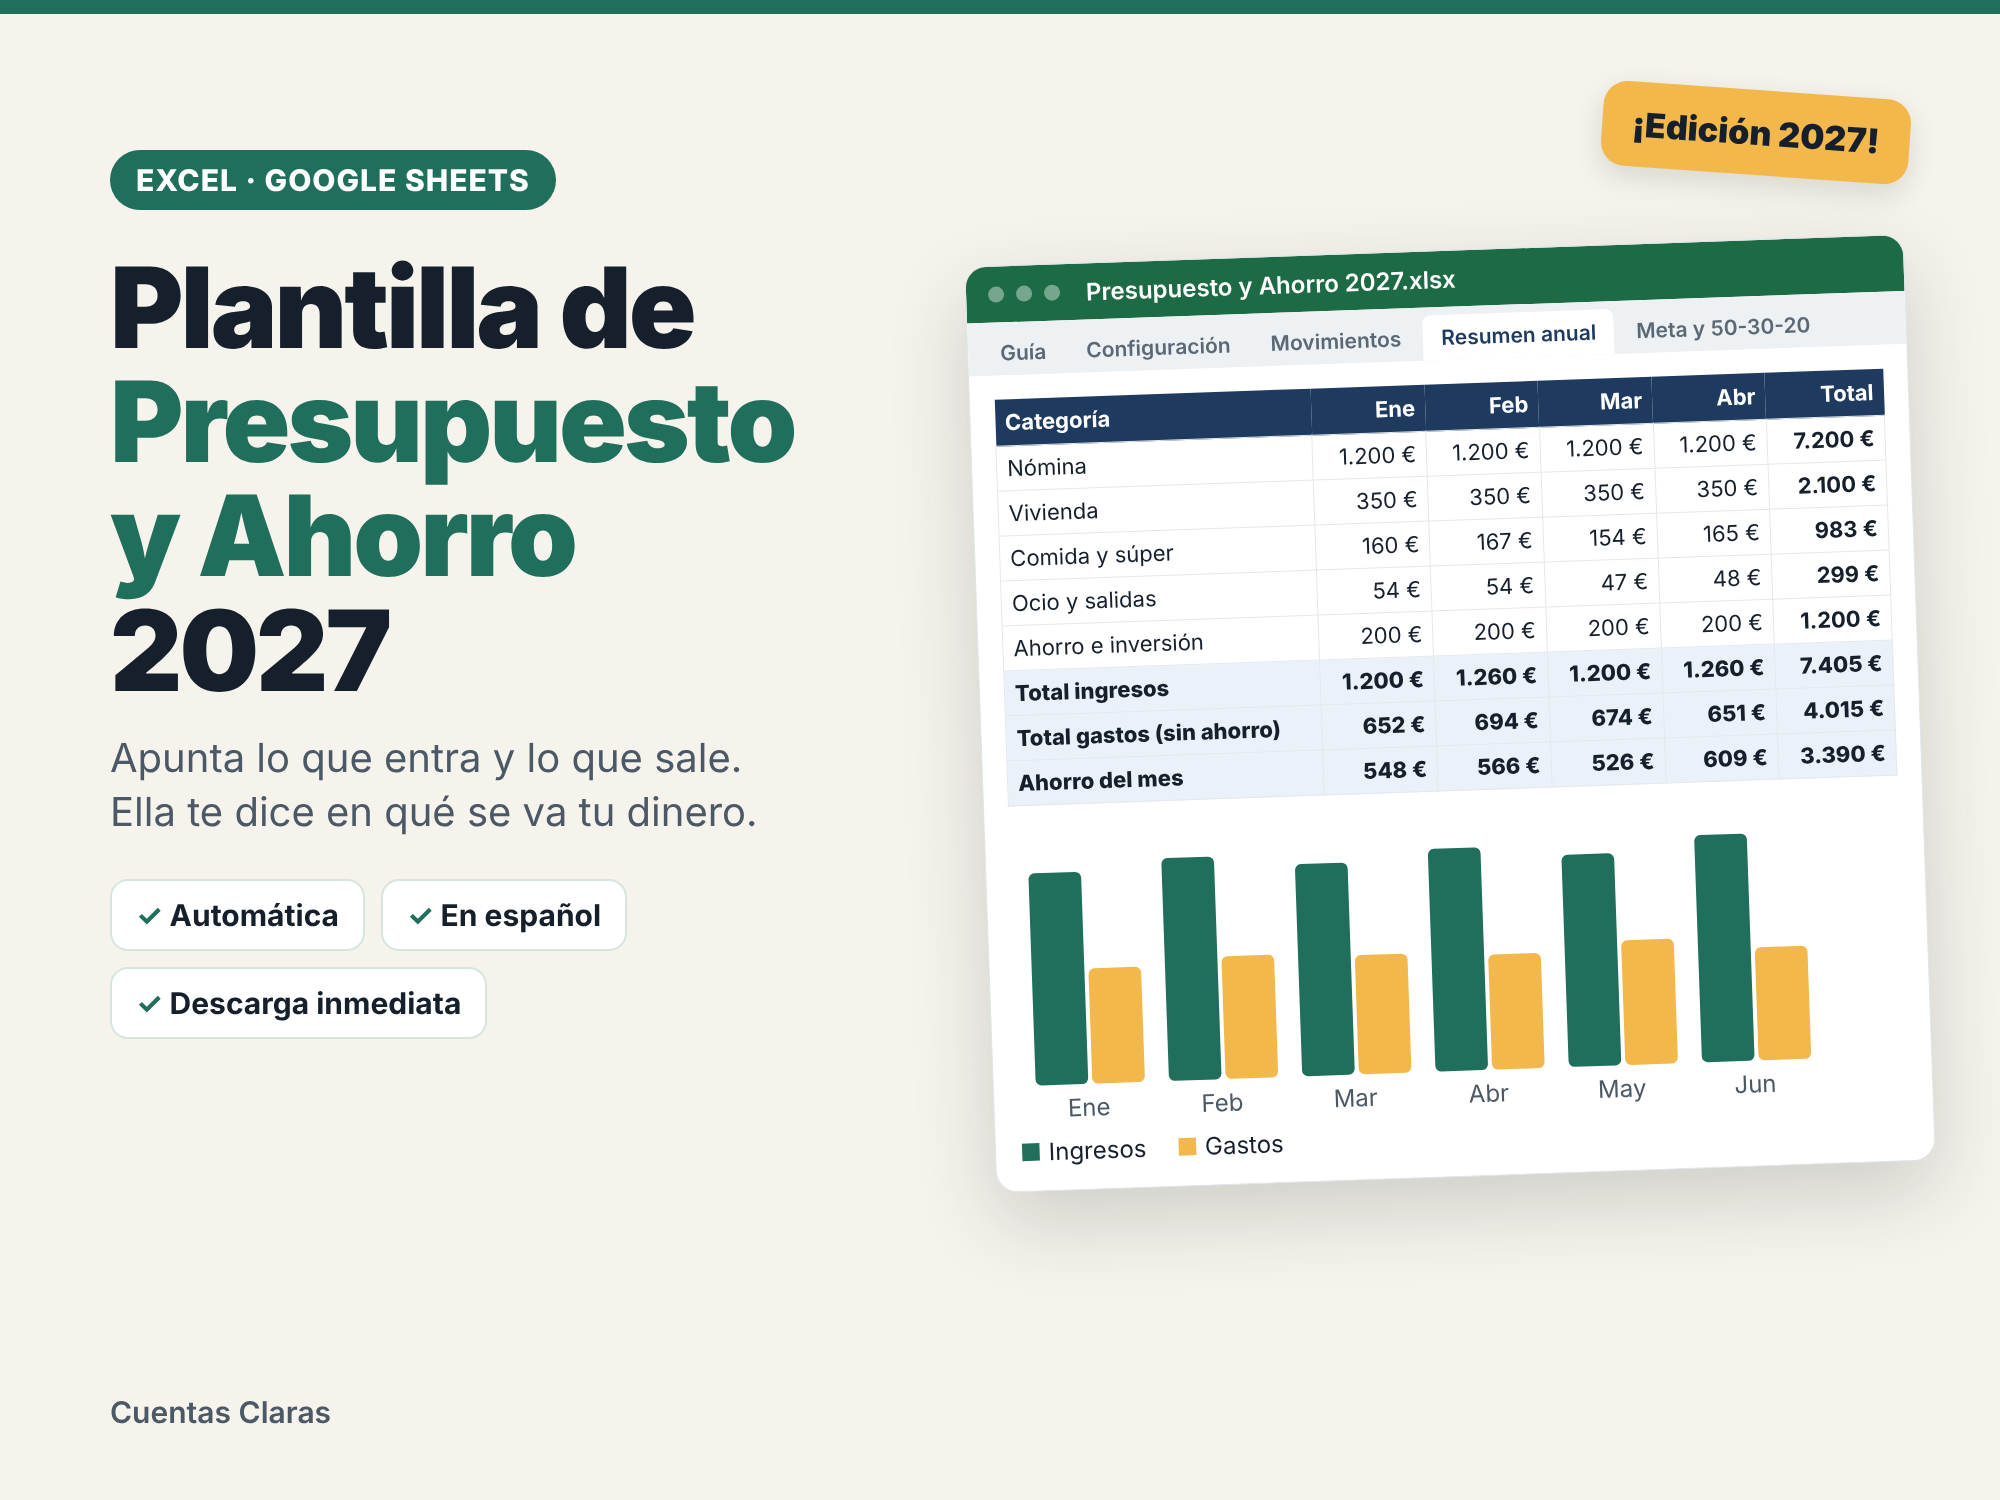 ¡Edición 2027!
EXCEL · GOOGLE SHEETS
Plantilla de
Presupuesto
y Ahorro
2027
Apunta lo que entra y lo que sale.
Ella te dice en qué se va tu dinero.
✓ Automática
✓ En español
✓ Descarga inmediata
Cuentas Claras
Presupuesto y Ahorro 2027.xlsx
Guía Configuración Movimientos Resumen anual Meta y 50-30-20
Categoría Ene Feb Mar Abr Total
Nómina 1.200 € 1.200 € 1.200 € 1.200 € 7.200 €
Vivienda 350 € 350 € 350 € 350 € 2.100 €
Comida y súper 160 € 167 € 154 € 165 € 983 €
Ocio y salidas 54 € 54 € 47 € 48 € 299 €
Ahorro e inversión 200 € 200 € 200 € 200 € 1.200 €
Total ingresos 1.200 € 1.260 € 1.200 € 1.260 € 7.405 €
Total gastos (sin ahorro) 652 € 694 € 674 € 651 € 4.015 €
Ahorro del mes 548 € 566 € 526 € 609 € 3.390 €
Ene Feb Mar Abr May Jun
Ingresos Gastos